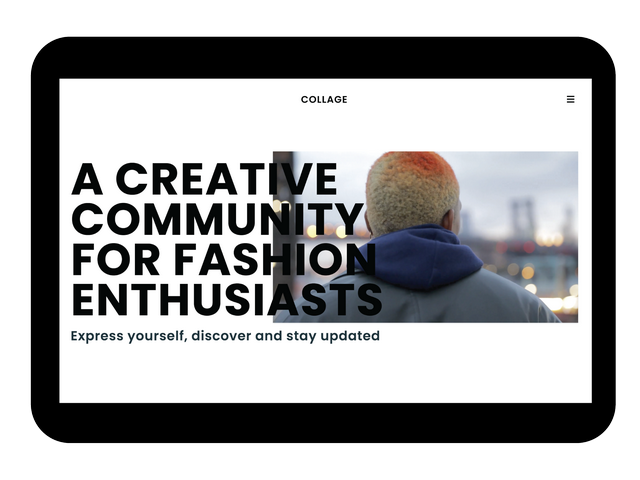 COLLAGE
A CREATIVE
COMMUNITY
FOR FASHION
ENTHUSIASTS
Express yourself, discover and stay updated